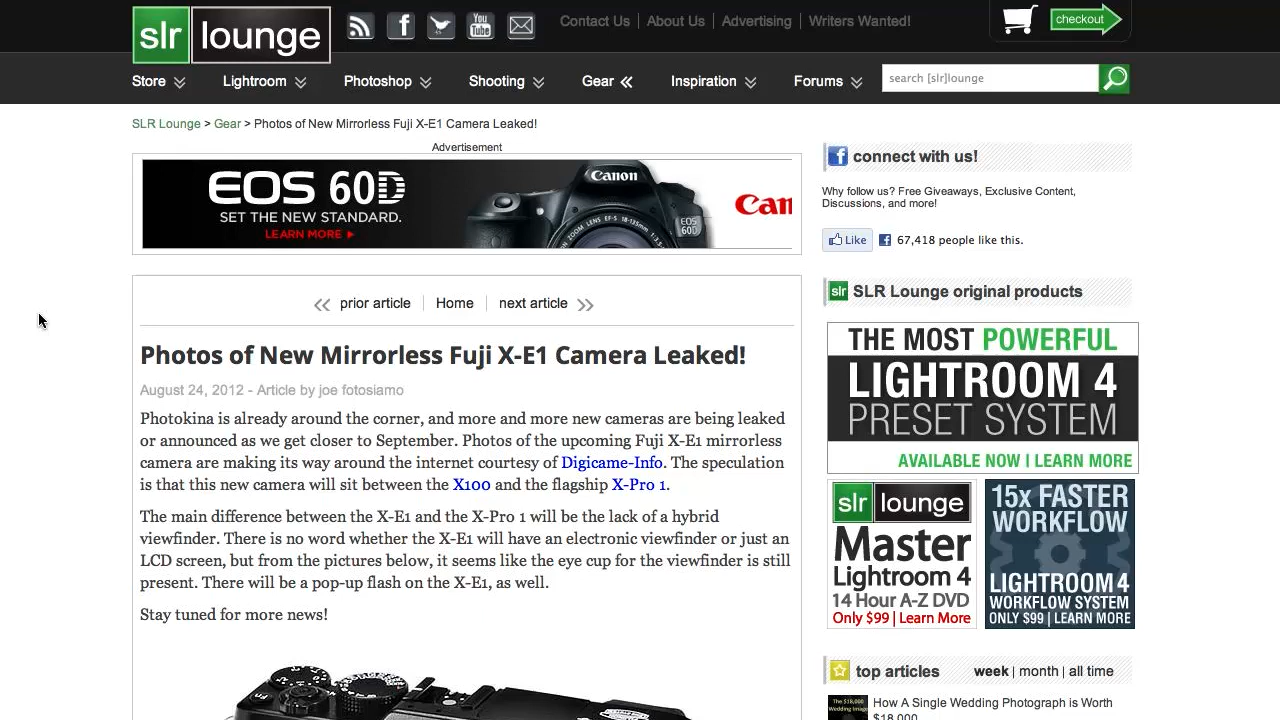 slr lounge
You Tube
Contact Us | About Us | Advertising | Writers Wanted!
checkout
Store
Lightroom
Photoshop
Shooting
Gear
Inspiration
Forums
search [slr]lounge
SLR Lounge > Gear > Photos of New Mirrorless Fuji X-E1 Camera Leaked!
Advertisement
EOS 60D
SET THE NEW STANDARD.
LEARN MORE
Canon
EOS
60D
Can
prior article | Home | next article
Photos of New Mirrorless Fuji X-E1 Camera Leaked!
August 24, 2012 - Article by joe fotosiamo
Photokina is already around the corner, and more and more new cameras are being leaked
or announced as we get closer to September. Photos of the upcoming Fuji X-E1 mirrorless
camera are making its way around the internet courtesy of Digicame-Info. The speculation
is that this new camera will sit between the X100 and the flagship X-Pro 1.
The main difference between the X-E1 and the X-Pro 1 will be the lack of a hybrid
viewfinder. There is no word whether the X-E1 will have an electronic viewfinder or just an
LCD screen, but from the pictures below, it seems like the eye cup for the viewfinder is still
present. There will be a pop-up flash on the X-E1, as well.
Stay tuned for more news!
connect with us!
Why follow us? Free Giveaways, Exclusive Content,
Discussions, and more!
Like
67,418 people like this.
slr SLR Lounge original products
THE MOST POWERFUL
LIGHTROOM 4
PRESET SYSTEM
AVAILABLE NOW | LEARN MORE
slr lounge
Master
Lightroom 4
14 Hour A-Z DVD
Only $99 | Learn More
15x FASTER
WORKFLOW
LIGHTROOM 4
WORKFLOW SYSTEM
ONLY $99 | LEARN MORE
top articles
week | month | all time
The $18,000
Wedding Image
How A Single Wedding Photograph is Worth
$18,000